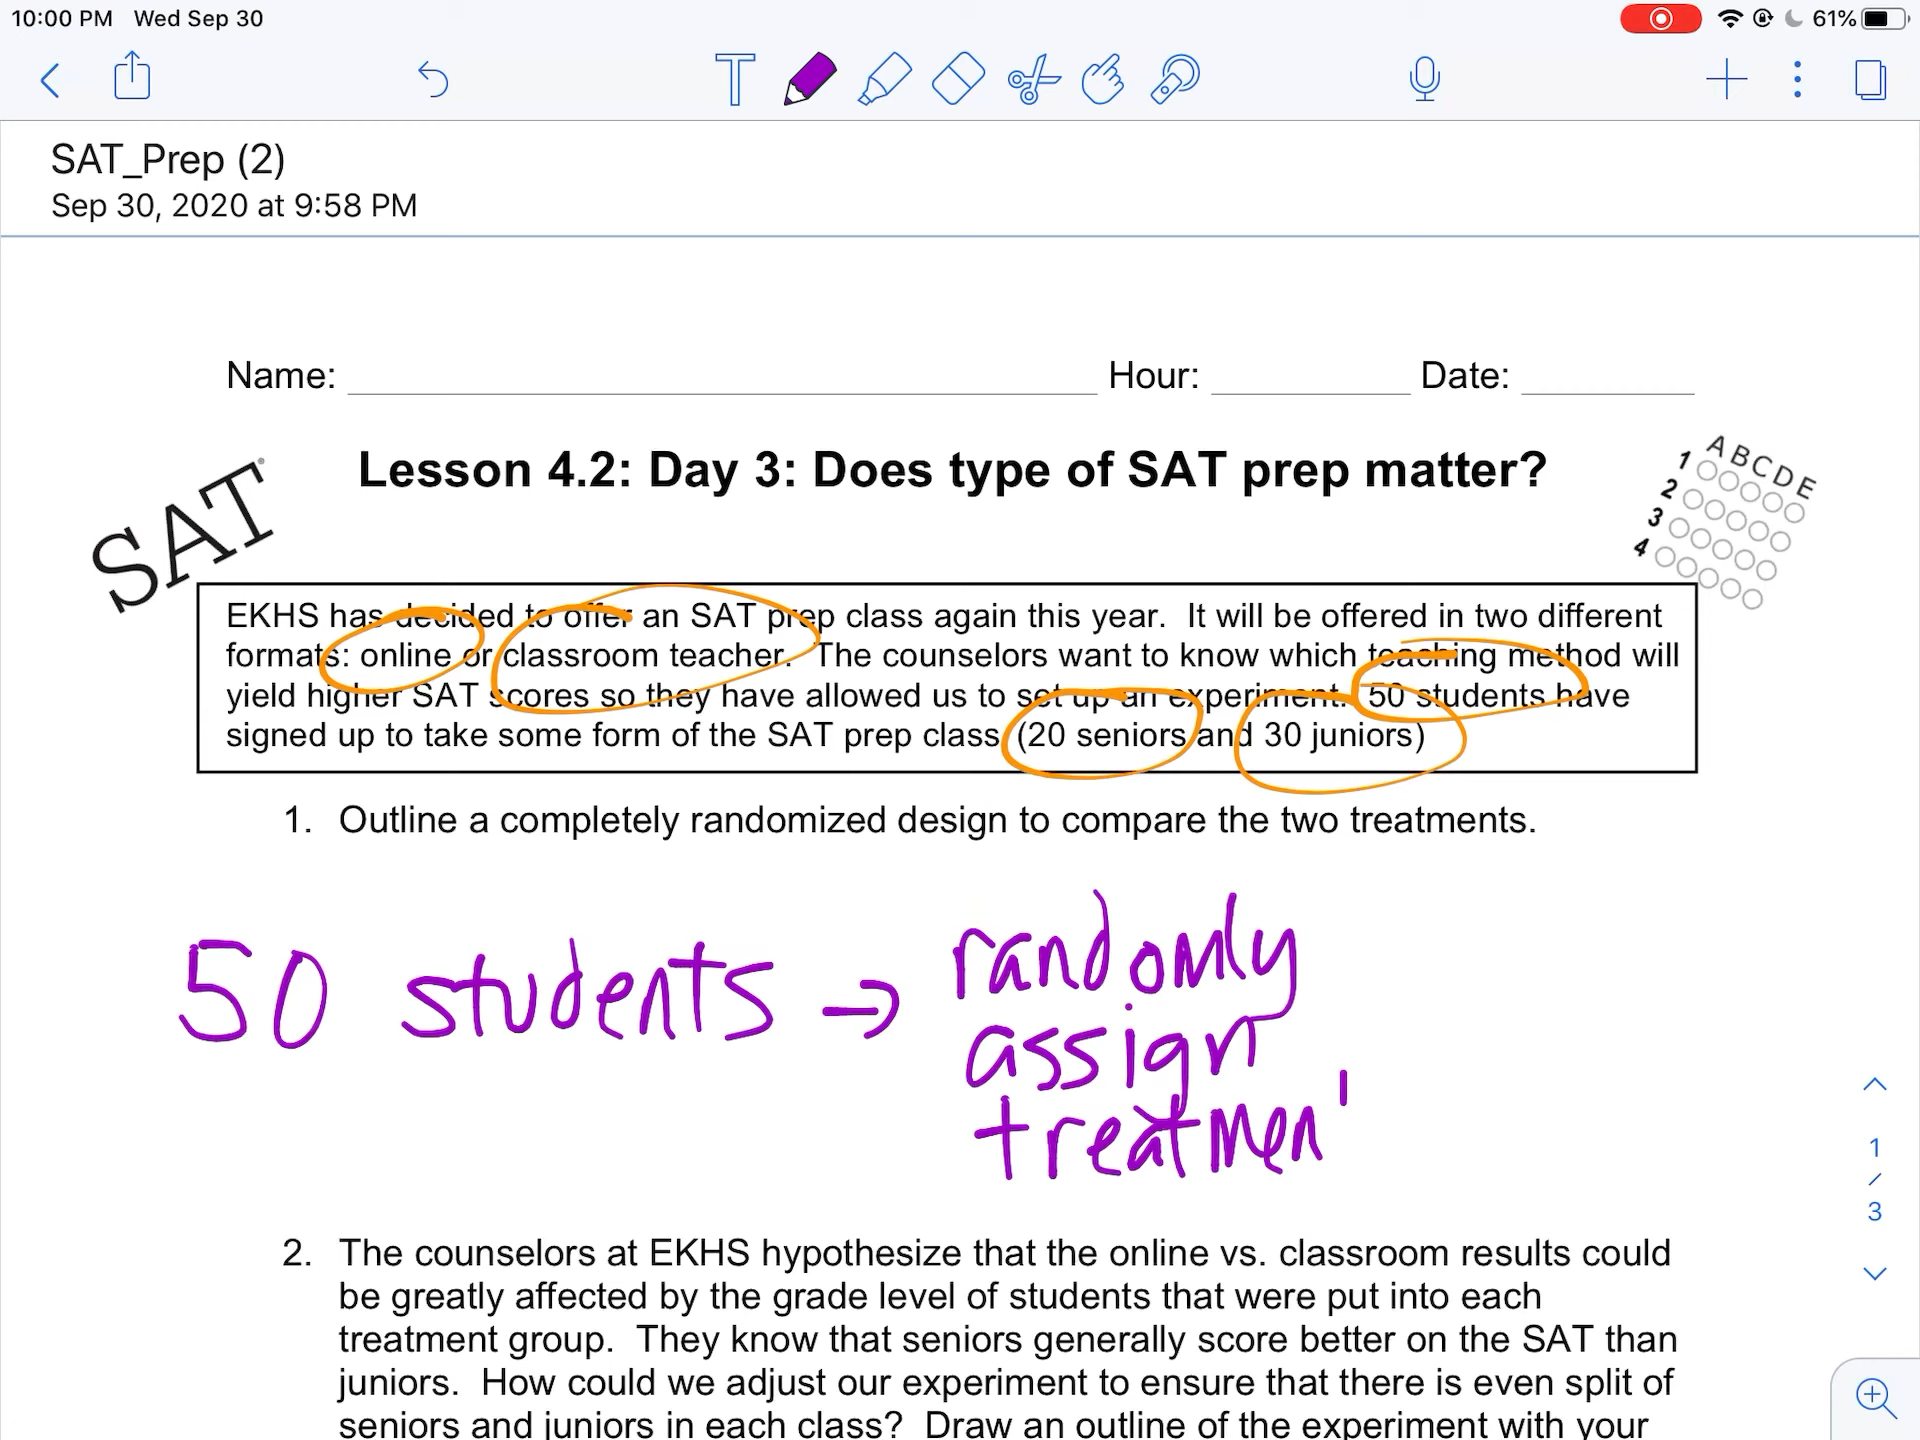 10:00 PM Wed Sep 30
61%
T
SAT_Prep (2)
Sep 30, 2020 at 9:58 PM
Name: Hour: Date:
SAT
Lesson 4.2: Day 3: Does type of SAT prep matter?
A B C D E
1
2
3
4
EKHS has decided to offer an SAT prep class again this year. It will be offered in two different
formats: online or classroom teacher. The counselors want to know which teaching method will
yield higher SAT scores so they have allowed us to set up an experiment. 50 students have
signed up to take some form of the SAT prep class (20 seniors and 30 juniors)
1. Outline a completely randomized design to compare the two treatments.
50 students → randomly
assign
treatmen
2. The counselors at EKHS hypothesize that the online vs. classroom results could
be greatly affected by the grade level of students that were put into each
treatment group. They know that seniors generally score better on the SAT than
juniors. How could we adjust our experiment to ensure that there is even split of
seniors and juniors in each class? Draw an outline of the experiment with your
1
/
3